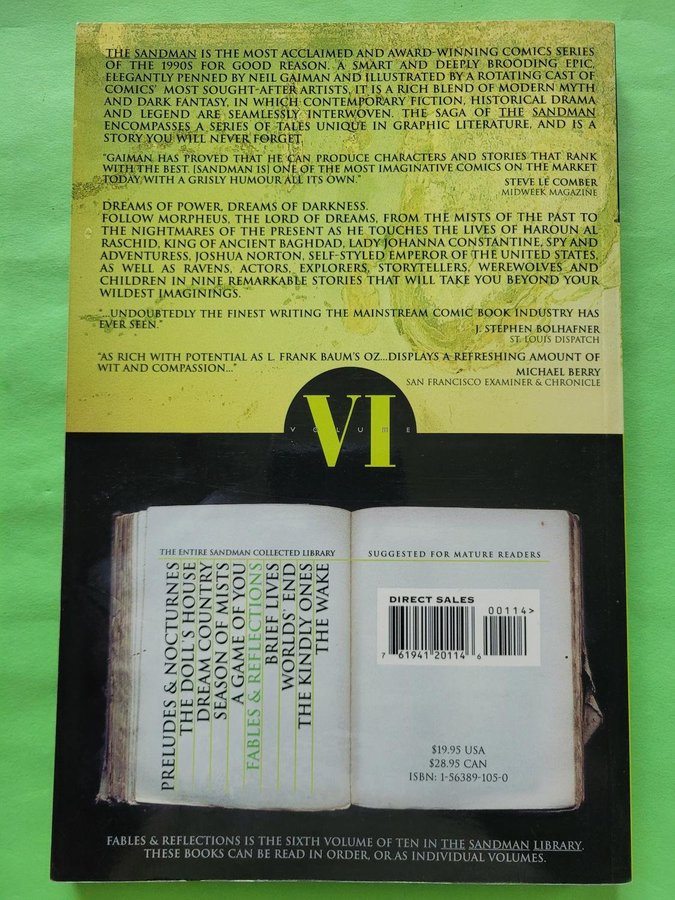 THE SANDMAN IS THE MOST ACCLAIMED AND AWARD-WINNING COMICS SERIES
OF THE 1990S FOR GOOD REASON. A SMART AND DEEPLY BROODING EPIC,
ELEGANTLY PENNED BY NEIL GAIMAN AND ILLUSTRATED BY A ROTATING CAST OF
COMICS' MOST SOUGHT-AFTER ARTISTS, IT IS A RICH BLEND OF MODERN MYTH
AND DARK FANTASY, IN WHICH CONTEMPORARY FICTION, HISTORICAL DRAMA
AND LEGEND ARE SEAMLESSLY INTERWOVEN. THE SAGA OF THE SANDMAN
ENCOMPASSES A SERIES OF TALES UNIQUE IN GRAPHIC LITERATURE, AND IS A
STORY YOU WILL NEVER FORGET.
"GAIMAN HAS PROVED THAT HE CAN PRODUCE CHARACTERS AND STORIES THAT RANK
WITH THE BEST. [SANDMAN IS] ONE OF THE MOST IMAGINATIVE COMICS ON THE MARKET
TODAY, WITH A GRISLY HUMOUR ALL ITS OWN."
STEVE LE COMBER
MIDWEEK MAGAZINE
DREAMS OF POWER, DREAMS OF DARKNESS.
FOLLOW MORPHEUS, THE LORD OF DREAMS, FROM THE MISTS OF THE PAST TO
THE NIGHTMARES OF THE PRESENT AS HE TOUCHES THE LIVES OF HAROUN AL
RASCHID, KING OF ANCIENT BAGHDAD, LADY JOHANNA CONSTANTINE, SPY AND
ADVENTURESS, JOSHUA NORTON, SELF-STYLED EMPEROR OF THE UNITED STATES,
AS WELL AS RAVENS, ACTORS, EXPLORERS, STORYTELLERS, WEREWOLVES AND
CHILDREN IN NINE REMARKABLE STORIES THAT WILL TAKE YOU BEYOND YOUR
WILDEST IMAGININGS.
"...UNDOUBTEDLY THE FINEST WRITING THE MAINSTREAM COMIC BOOK INDUSTRY HAS
EVER SEEN."
J. STEPHEN BOLHAFNER
ST. LOUIS DISPATCH
"AS RICH WITH POTENTIAL AS L. FRANK BAUM'S OZ...DISPLAYS A REFRESHING AMOUNT OF
WIT AND COMPASSION..."
MICHAEL BERRY
SAN FRANCISCO EXAMINER & CHRONICLE
VOLUME
VI
THE ENTIRE SANDMAN COLLECTED LIBRARY
PRELUDES & NOCTURNES
THE DOLL'S HOUSE
DREAM COUNTRY
SEASON OF MISTS
A GAME OF YOU
FABLES & REFLECTIONS
BRIEF LIVES
WORLDS' END
THE KINDLY ONES
THE WAKE
SUGGESTED FOR MATURE READERS
DIRECT SALES
00114>
7 61941 20114 6
$19.95 USA
$28.95 CAN
ISBN: 1-56389-105-0
FABLES & REFLECTIONS IS THE SIXTH VOLUME OF TEN IN THE SANDMAN LIBRARY.
THESE BOOKS CAN BE READ IN ORDER, OR AS INDIVIDUAL VOLUMES.